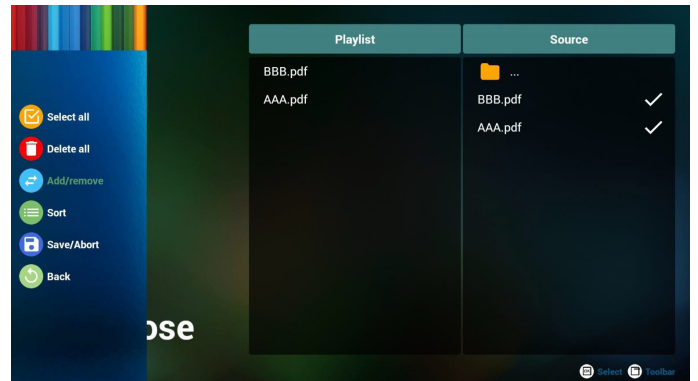 Playlist
Source
BBB.pdf
AAA.pdf
...
BBB.pdf
AAA.pdf
Select all
Delete all
Add/remove
Sort
Save/Abort
Back
ose
Select
Toolbar